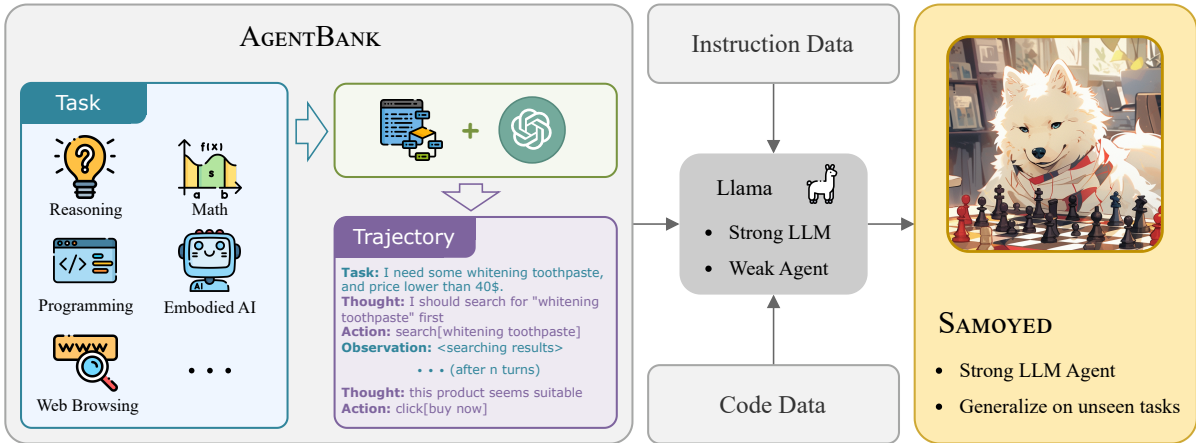 AGENTBANK
Task
Reasoning
f(x)
S
a b
Math
</>
Programming
AI
Embodied AI
WWW
Web Browsing
• • •
+
Trajectory
Task: I need some whitening toothpaste,
and price lower than 40$.
Thought: I should search for "whitening
toothpaste" first
Action: search[whitening toothpaste]
Observation: <searching results>
• • • (after n turns)
Thought: this product seems suitable
Action: click[buy now]
Instruction Data
Llama
• Strong LLM
• Weak Agent
Code Data
SAMOYED
• Strong LLM Agent
• Generalize on unseen tasks